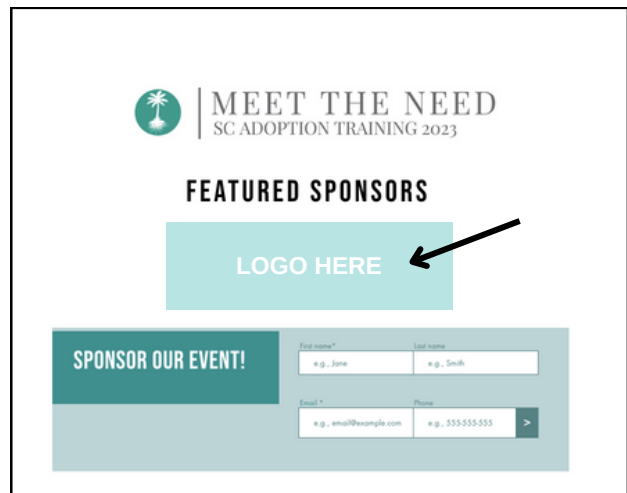 MEET THE NEED
SC ADOPTION TRAINING 2023
FEATURED SPONSORS
LOGO HERE
SPONSOR OUR EVENT!
First name* Last name
e.g., Jane e.g., Smith
Email * Phone
e.g., email@example.com e.g., 555-555-555 >